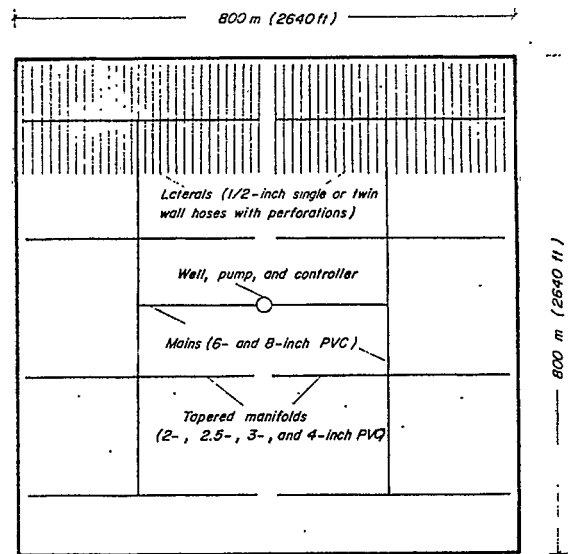 800 m (2640 ft)
Laterals (1/2-inch single or twin
wall hoses with perforations)
Well, pump, and controller
Mains (6- and 8-inch PVC)
Tapered manifolds
(2-, 2.5-, 3-, and 4-inch PVC)
800 m (2640 ft)